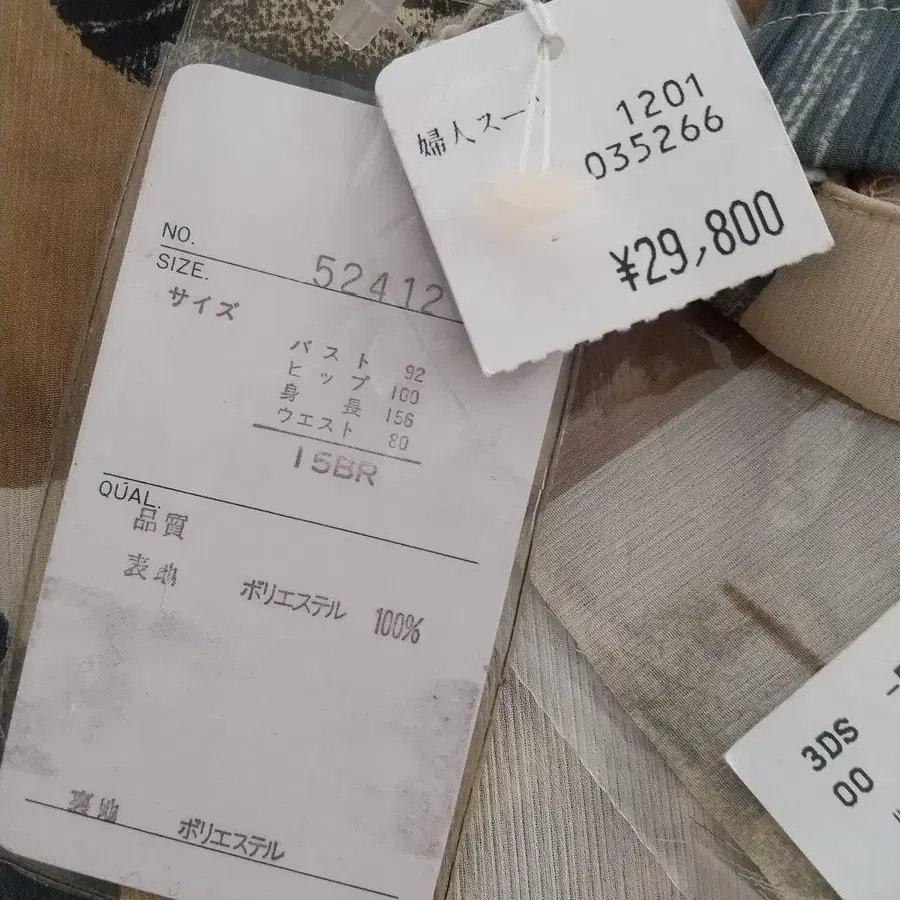 婦人スー
1201
035266
¥29,800
NO.
52412
SIZE.
サイズ
バスト 92
ヒップ 100
身長 156
ウエスト 80
15BR
QUAL.
品質
表地 ポリエステル 100%
裏地 ポリエステル
3DS
00